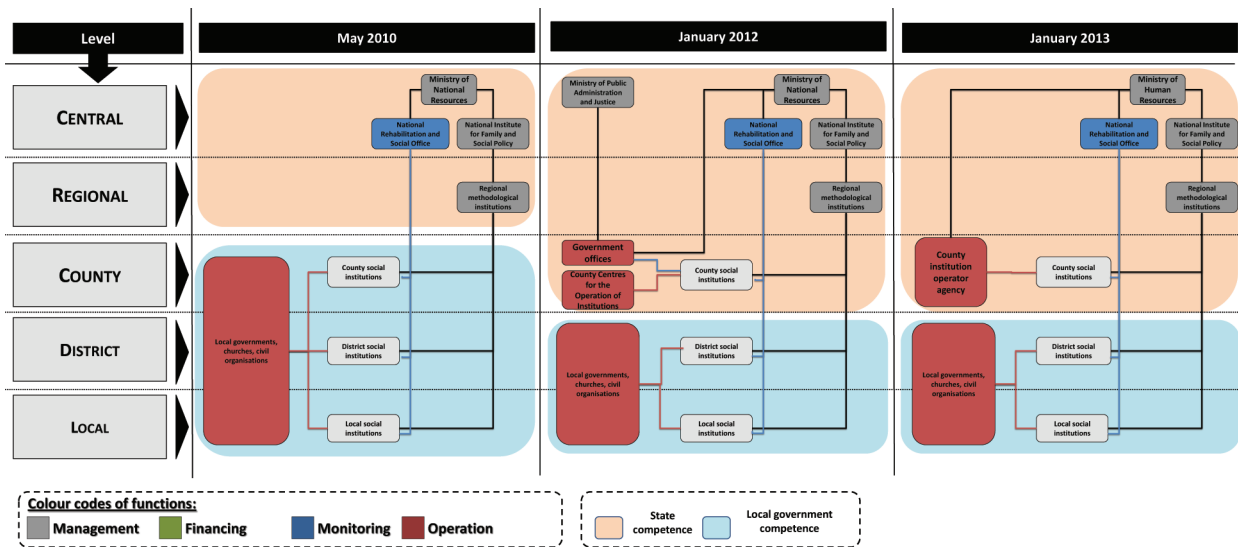 Level
May 2010
January 2012
January 2013
CENTRAL
REGIONAL
COUNTY
DISTRICT
LOCAL
Ministry of
National
Resources
National
Rehabilitation and
Social Office
National Institute
for Family and
Social Policy
Regional
methodological
institutions
Local governments,
churches, civil
organisations
County social
institutions
District social
institutions
Local social
institutions
Ministry of Public
Administration
and Justice
Ministry of
National
Resources
National
Rehabilitation and
Social Office
National Institute
for Family and
Social Policy
Regional
methodological
institutions
Government
offices
County Centres
for the
Operation of
Institutions
County social
institutions
Local governments,
churches, civil
organisations
District social
institutions
Local social
institutions
Ministry of
Human
Resources
National
Rehabilitation and
Social Office
National Institute
for Family and
Social Policy
Regional
methodological
institutions
County
institution
operator
agency
County social
institutions
Local governments,
churches, civil
organisations
District social
institutions
Local social
institutions
Colour codes of functions:
Management
Financing
Monitoring
Operation
State
competence
Local government
competence